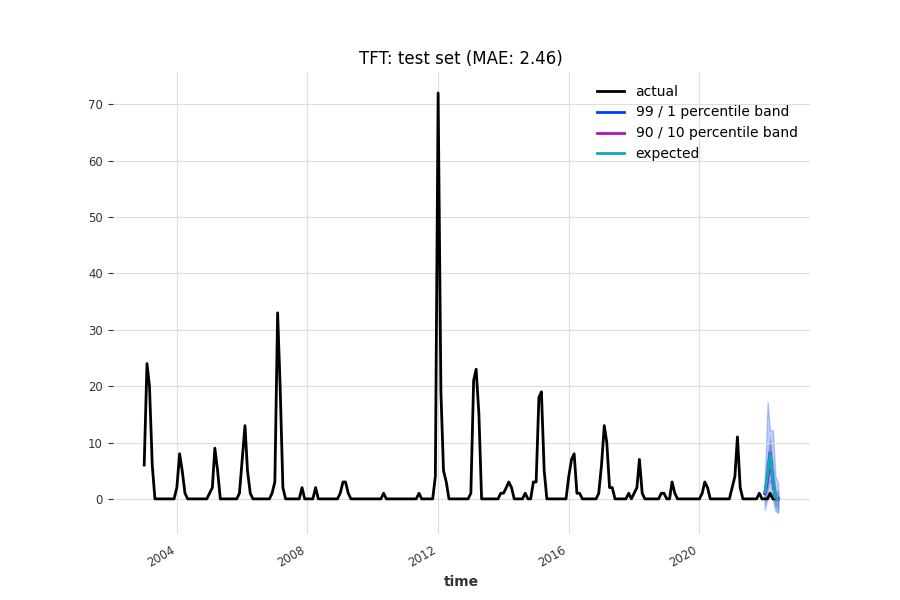 TFT: test set (MAE: 2.46)
actual
99 / 1 percentile band
90 / 10 percentile band
expected
70
60
50
40
30
20
10
0
2004
2008
2012
2016
2020
time